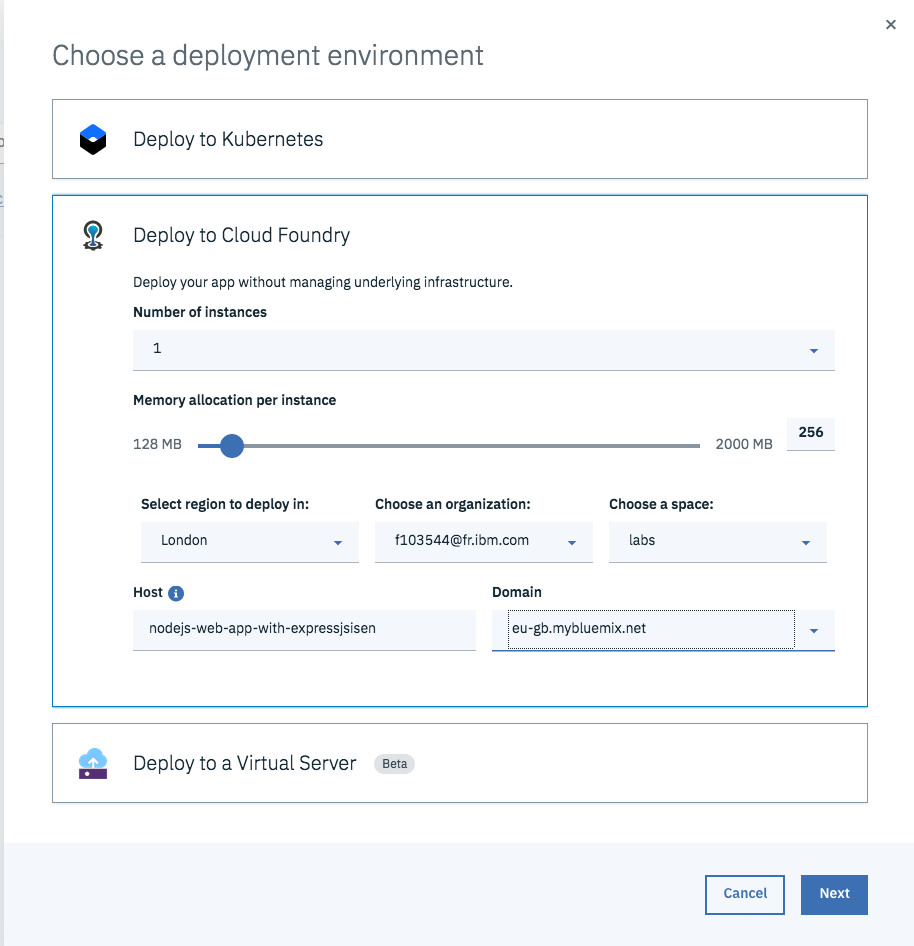 Choose a deployment environment
Deploy to Kubernetes
Deploy to Cloud Foundry
Deploy your app without managing underlying infrastructure.
Number of instances
1
Memory allocation per instance
128 MB 2000 MB 256
Select region to deploy in: Choose an organization: Choose a space:
London f103544@fr.ibm.com labs
Host Domain
nodejs-web-app-with-expressjsisen eu-gb.mybluemix.net
Deploy to a Virtual Server Beta
Cancel Next